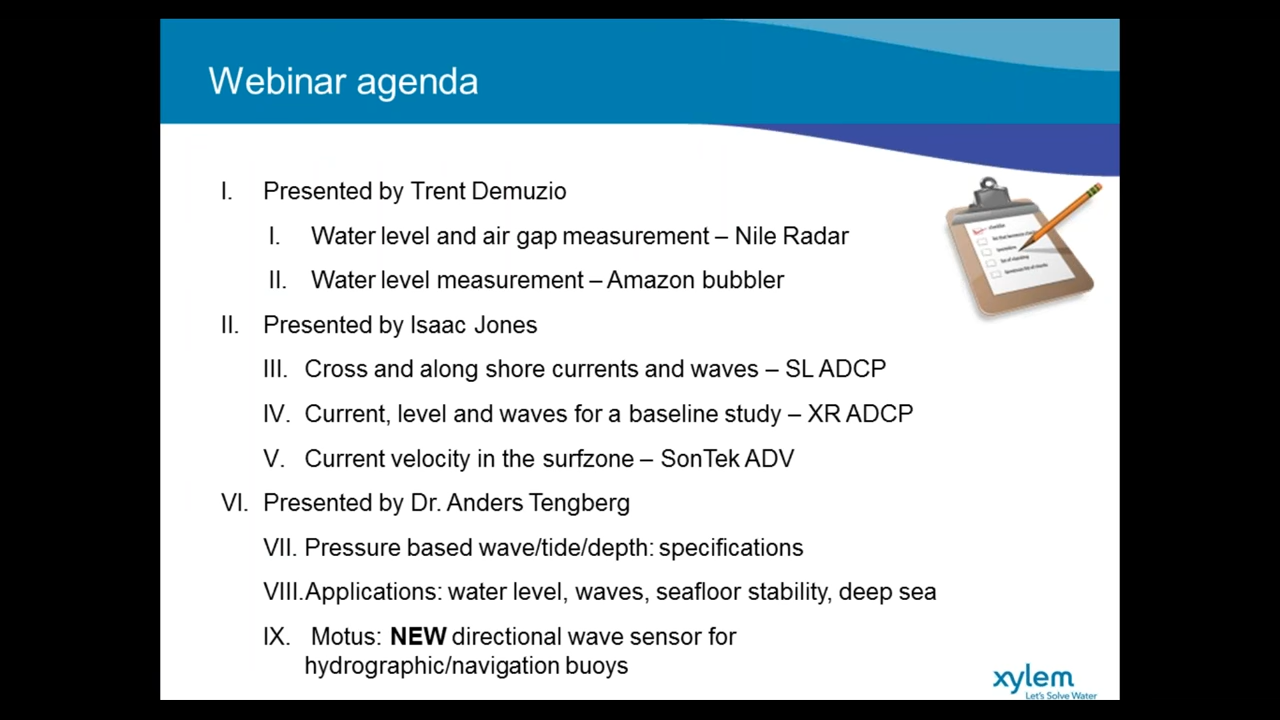 Webinar agenda
I. Presented by Trent Demuzio
I. Water level and air gap measurement – Nile Radar
II. Water level measurement – Amazon bubbler
II. Presented by Isaac Jones
III. Cross and along shore currents and waves – SL ADCP
IV. Current, level and waves for a baseline study – XR ADCP
V. Current velocity in the surfzone – SonTek ADV
VI. Presented by Dr. Anders Tengberg
VII. Pressure based wave/tide/depth: specifications
VIII. Applications: water level, waves, seafloor stability, deep sea
IX. Motus: NEW directional wave sensor for
hydrographic/navigation buoys
xylem
Let's Solve Water